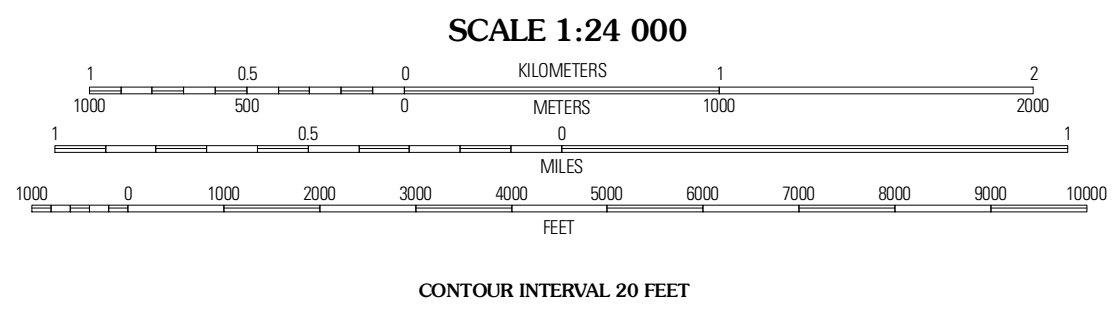 SCALE 1:24 000
1 0.5 0 KILOMETERS 1 2
1000 500 0 METERS 1000 2000
1 0.5 0 1
MILES
1000 0 1000 2000 3000 4000 5000 6000 7000 8000 9000 10000
FEET
CONTOUR INTERVAL 20 FEET